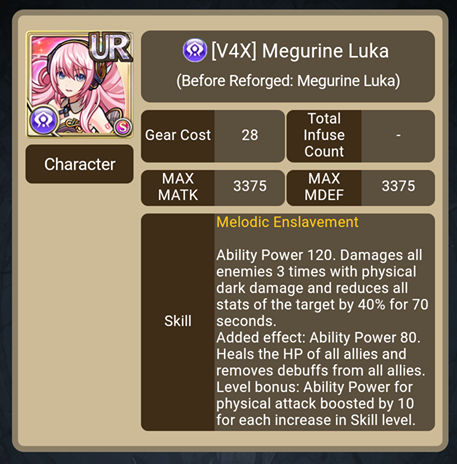 UR
[V4X] Megurine Luka
(Before Reforged: Megurine Luka)
S
Character
Gear Cost
28
Total
Infuse
Count
-
MAX
MATK
3375
MAX
MDEF
3375
Skill
Melodic Enslavement
Ability Power 120. Damages all
enemies 3 times with physical
dark damage and reduces all
stats of the target by 40% for 70
seconds.
Added effect: Ability Power 80.
Heals the HP of all allies and
removes debuffs from all allies.
Level bonus: Ability Power for
physical attack boosted by 10
for each increase in Skill level.